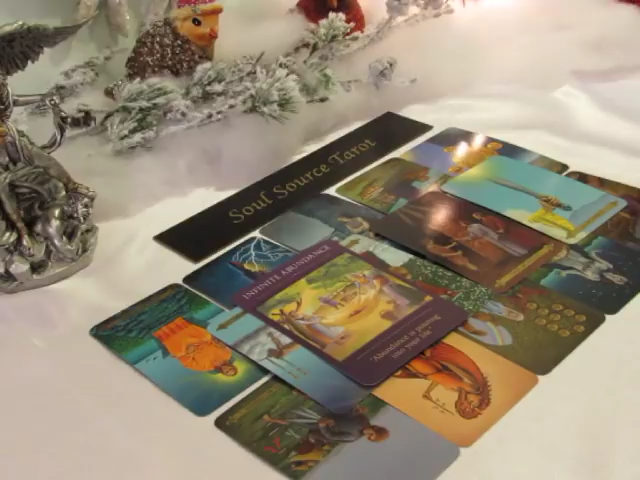 Soul Source Tarot
INFINITE ABUNDANCE
"Abundance is pouring
into your life"